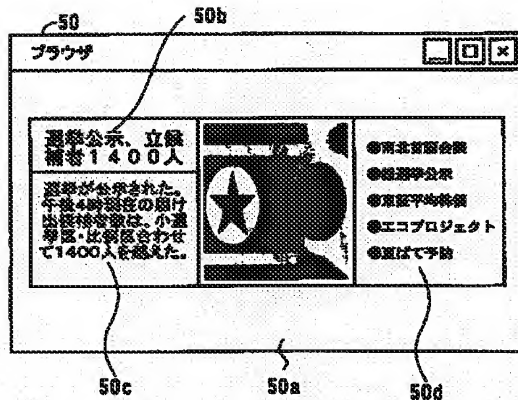 50
50b
ブラウザ
選挙公示、立候
補者1400人
選挙が公示された。
午後4時現在の届け
出候補者数は、小選
挙区・比例区合わせ
て1400人を超えた。
●南北首脳会談
●総選挙公示
●東証平均株価
●エコプロジェクト
●夏ばて予防
50c
50a
50d